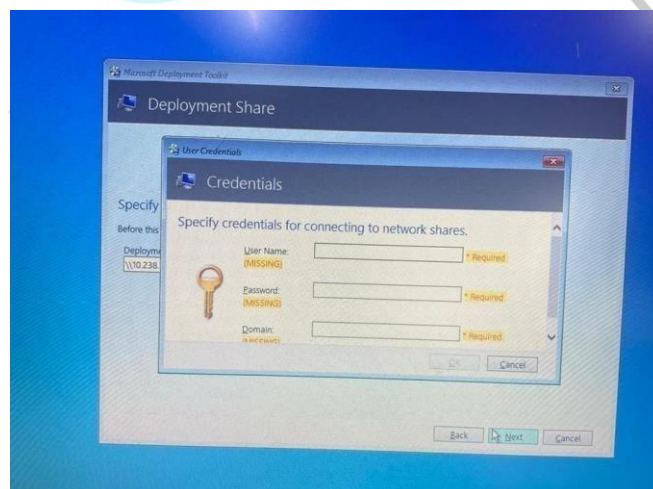 Microsoft Deployment Toolkit
Deployment Share
User Credentials
Credentials
Specify
Before this
Deployme
\\10.238.
Specify credentials for connecting to network shares.
User Name:
(MISSING)
* Required
Password:
(MISSING)
* Required
Domain:
(MISSING)
* Required
Cancel
Back Next Cancel